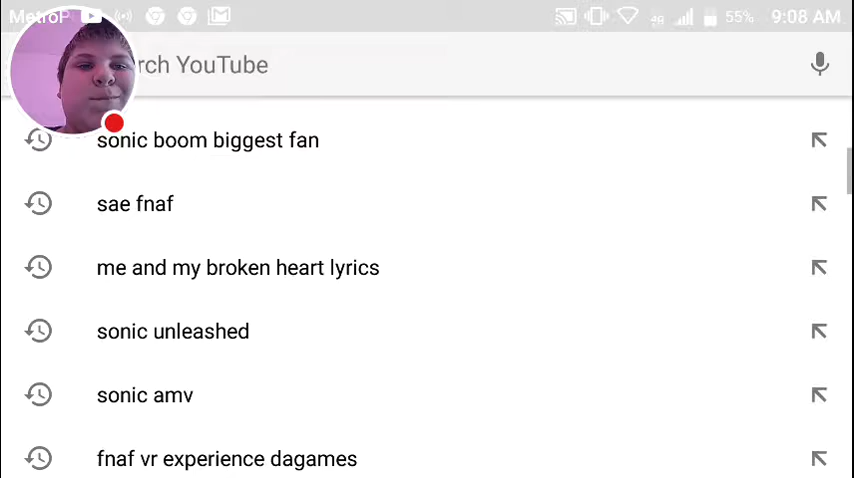 MetroP 4G 55% 9:08 AM
rch YouTube
sonic boom biggest fan
sae fnaf
me and my broken heart lyrics
sonic unleashed
sonic amv
fnaf vr experience dagames